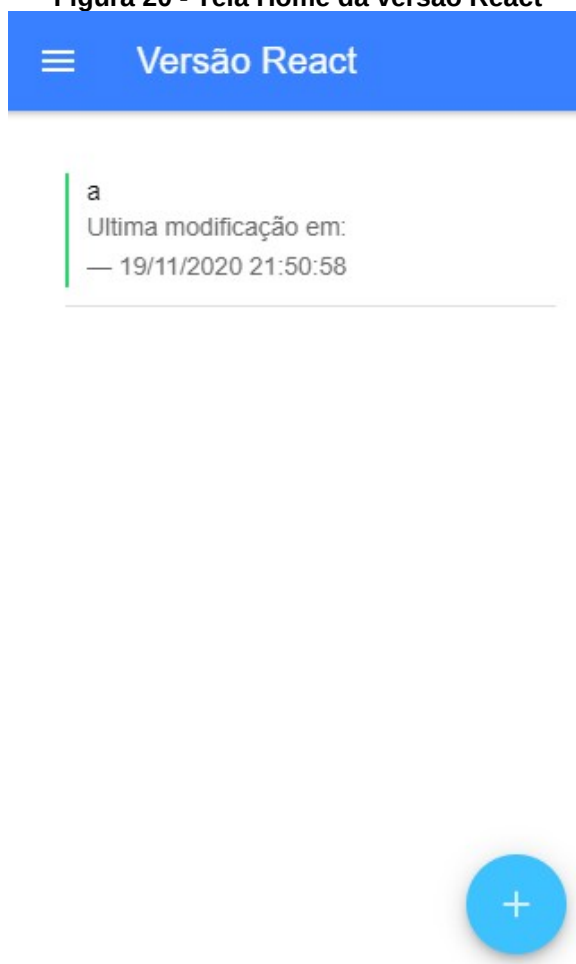 Figura 20 - Tela Home da versão React
Versão React
a
Ultima modificação em:
— 19/11/2020 21:50:58
+